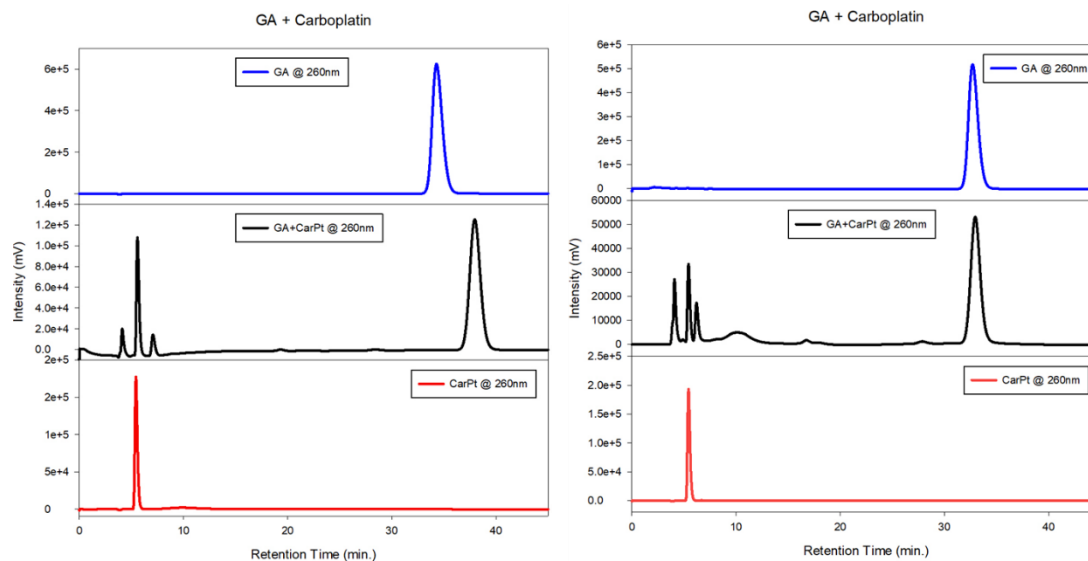 GA + Carboplatin
6e+5
4e+5
2e+5
0
GA @ 260nm
1.4e+5
1.2e+5
1.0e+5
8.0e+4
6.0e+4
4.0e+4
2.0e+4
0.0
GA+CarPt @ 260nm
2e+5
2e+5
1e+5
5e+4
0
CarPt @ 260nm
Intensity (mV)
0 10 20 30 40
Retention Time (min.)
GA + Carboplatin
6e+5
5e+5
4e+5
3e+5
2e+5
1e+5
0
GA @ 260nm
60000
50000
40000
30000
20000
10000
0
GA+CarPt @ 260nm
2.5e+5
2.0e+5
1.5e+5
1.0e+5
5.0e+4
0.0
CarPt @ 260nm
Intensity (mV)
0 10 20 30 40
Retention Time (min.)